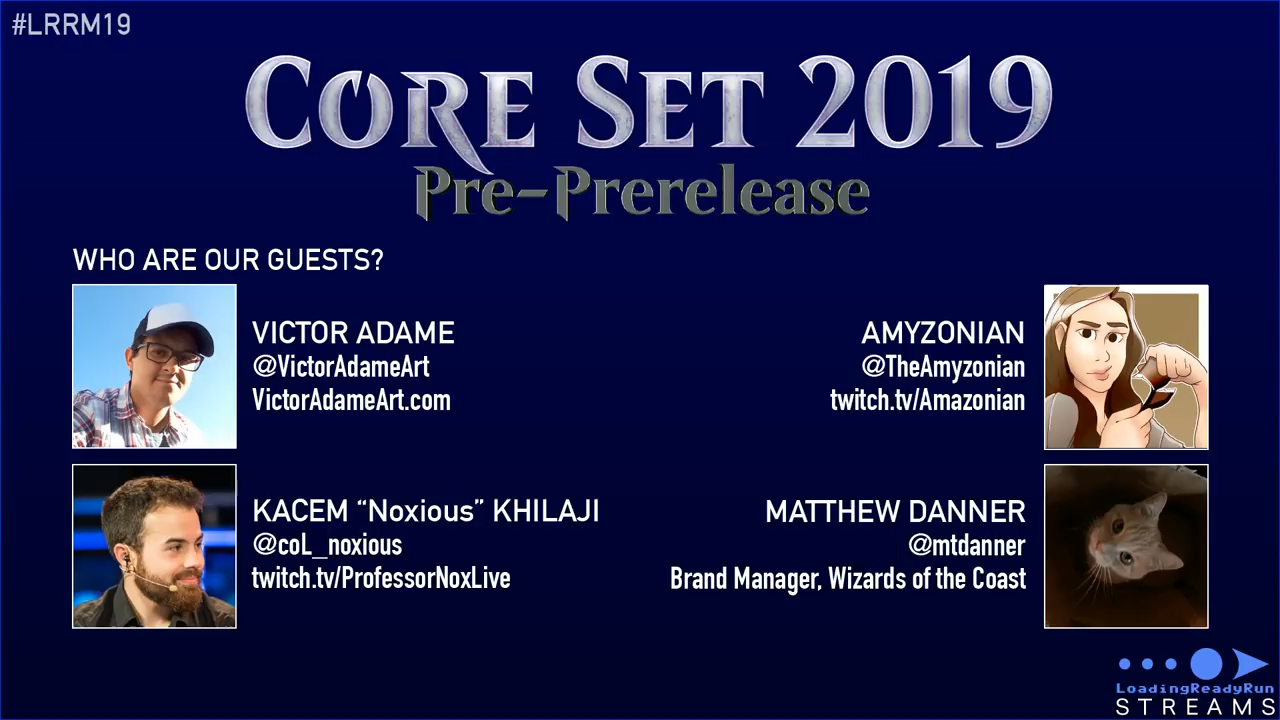 #LRRM19
CORE SET 2019
Pre-Prerelease
WHO ARE OUR GUESTS?
VICTOR ADAME
@VictorAdameArt
VictorAdameArt.com
AMYZONIAN
@TheAmyzonian
twitch.tv/Amazonian
KACEM “Noxious” KHILAJI
@coL_noxious
twitch.tv/ProfessorNoxLive
MATTHEW DANNER
@mtdanner
Brand Manager, Wizards of the Coast
LoadingReadyRun
STREAMS